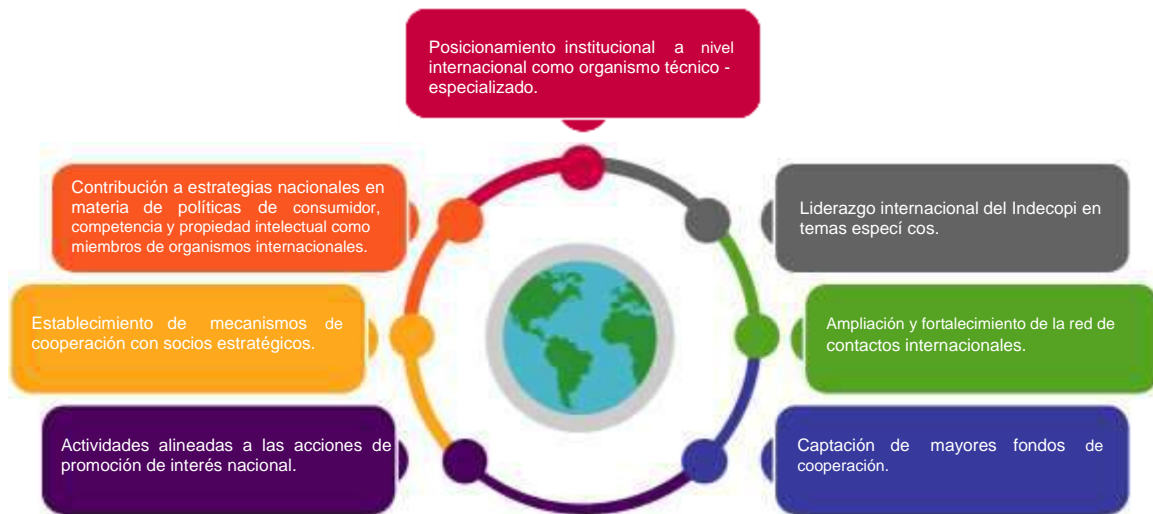 Posicionamiento institucional a nivel
internacional como organismo técnico -
especializado.
Contribución a estrategias nacionales en
materia de políticas de consumidor,
competencia y propiedad intelectual como
miembros de organismos internacionales.
Liderazgo internacional del Indecopi en
temas especí cos.
Establecimiento de mecanismos de
cooperación con socios estratégicos.
Ampliación y fortalecimiento de la red de
contactos internacionales.
Actividades alineadas a las acciones de
promoción de interés nacional.
Captación de mayores fondos de
cooperación.